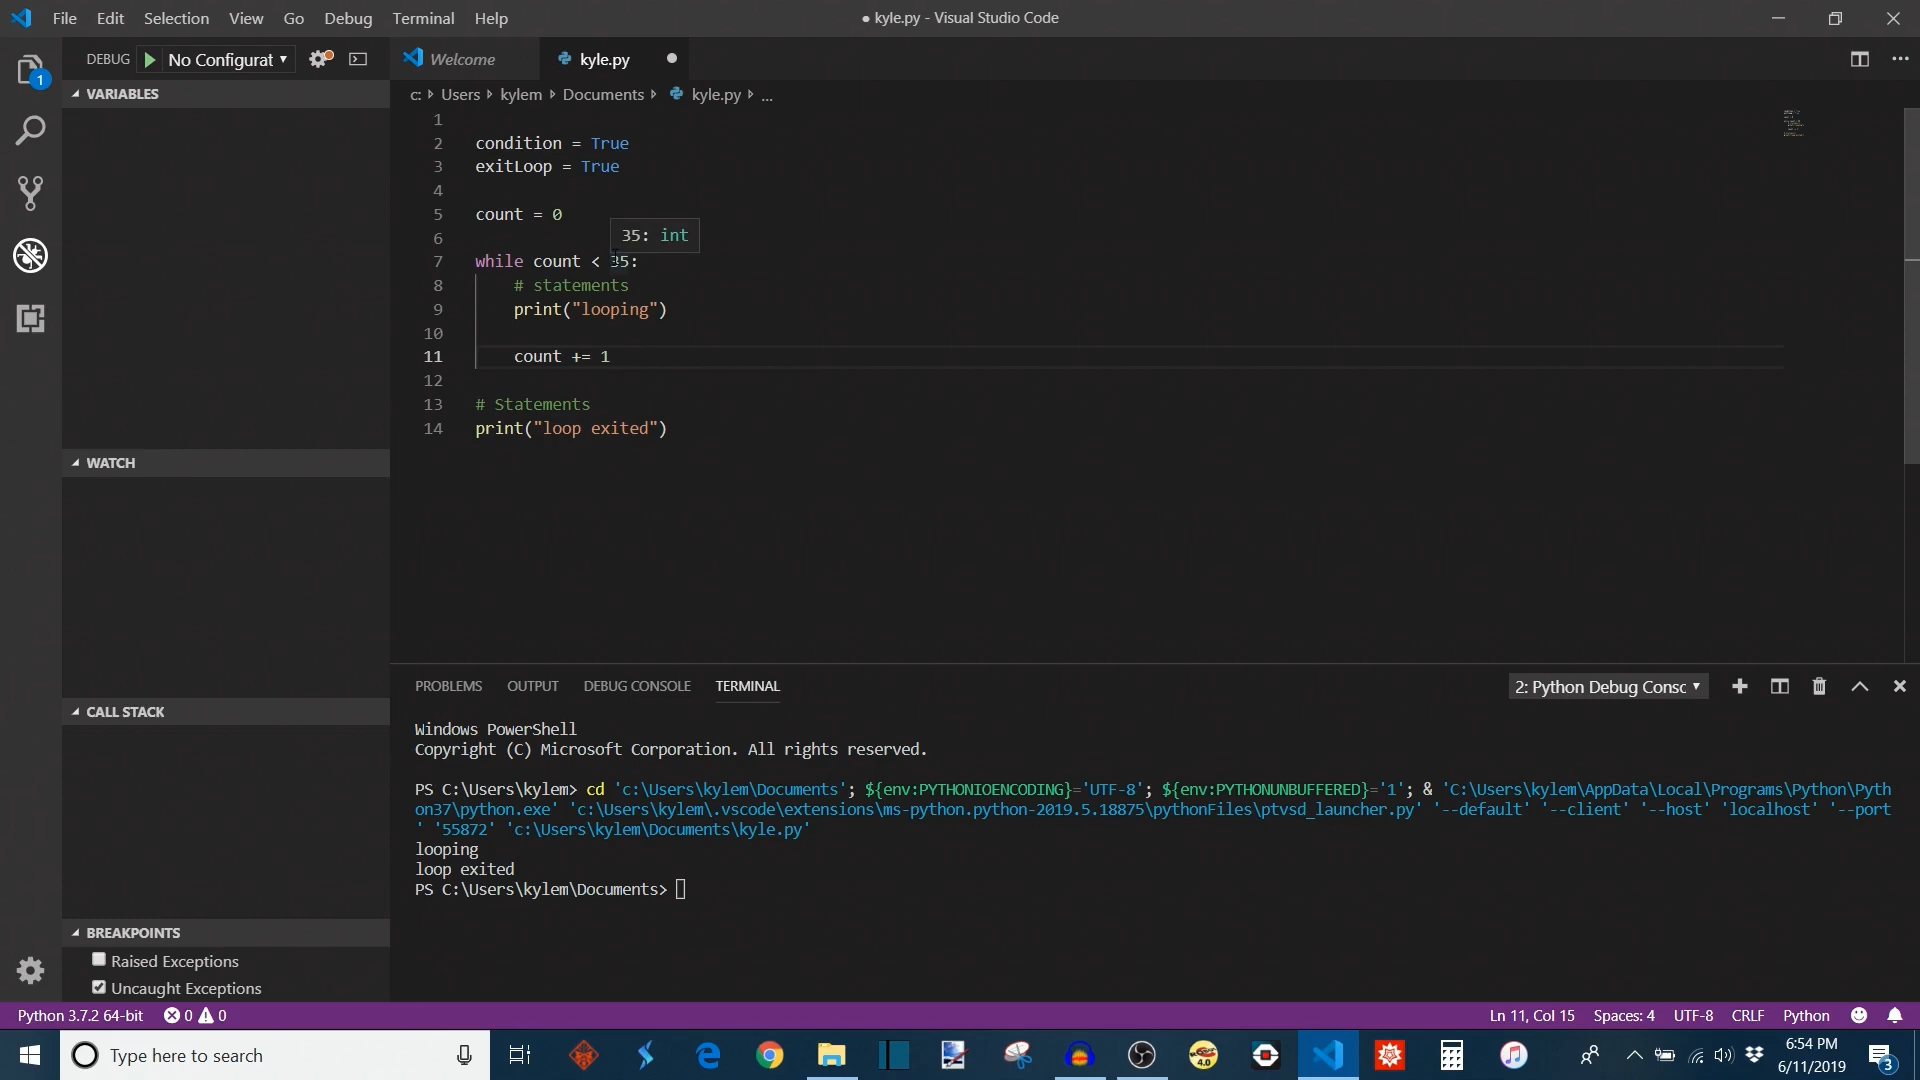 File Edit Selection View Go Debug Terminal Help
● kyle.py - Visual Studio Code
DEBUG No Configurat
Welcome
kyle.py
1
VARIABLES
c: Users kylem Documents kyle.py ...
1
2 condition = True
3 exitLoop = True
4
5 count = 0
6
35: int
7 while count < 35:
8 # statements
9 print("looping")
10
11 count += 1
12
13 # Statements
14 print("loop exited")
WATCH
CALL STACK
BREAKPOINTS
Raised Exceptions
Uncaught Exceptions
PROBLEMS OUTPUT DEBUG CONSOLE TERMINAL
2: Python Debug Consc
Windows PowerShell
Copyright (C) Microsoft Corporation. All rights reserved.
PS C:\Users\kylem> cd 'c:\Users\kylem\Documents'; ${env:PYTHONIOENCODING}='UTF-8'; ${env:PYTHONUNBUFFERED}='1'; & 'C:\Users\kylem\AppData\Local\Programs\Python\Pyth
on37\python.exe' 'c:\Users\kylem\.vscode\extensions\ms-python.python-2019.5.18875\pythonFiles\ptvsd_launcher.py' '--default' '--client' '--host' 'localhost' '--port
' '55872' 'c:\Users\kylem\Documents\kyle.py'
looping
loop exited
PS C:\Users\kylem\Documents>
Python 3.7.2 64-bit 0 0
Ln 11, Col 15 Spaces: 4 UTF-8 CRLF Python
Type here to search
4.0
6:54 PM
6/11/2019
3